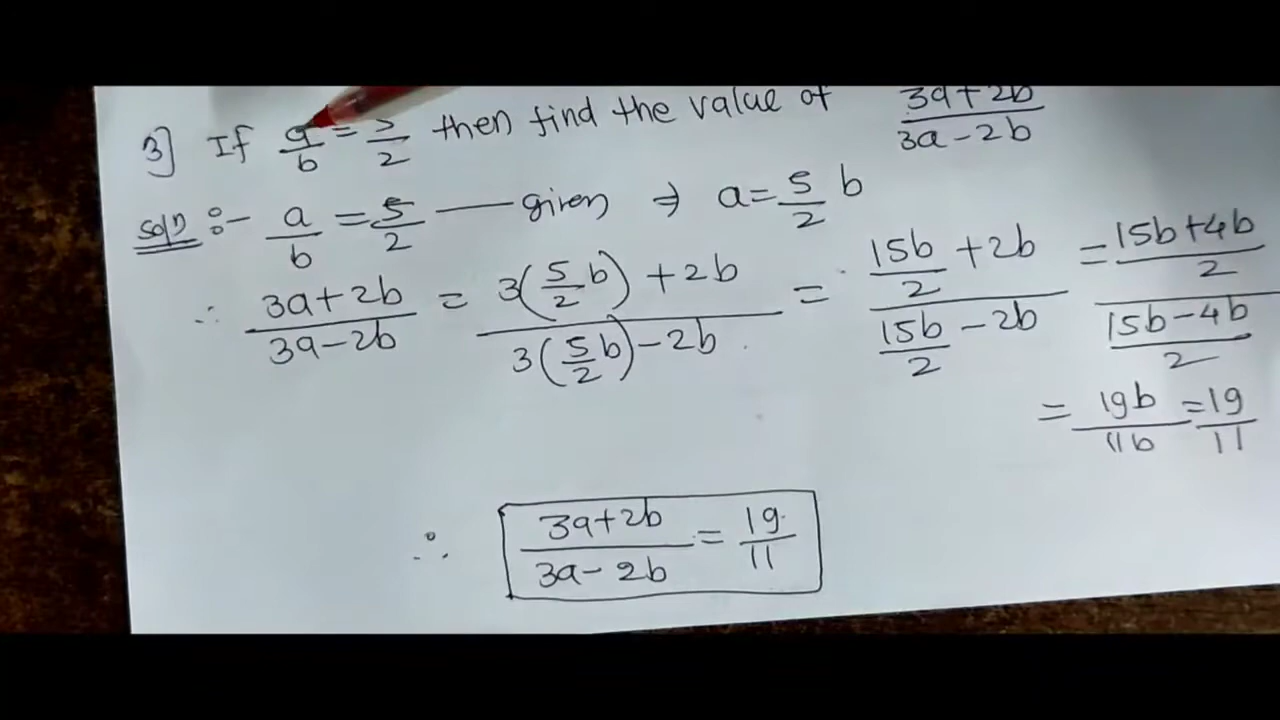 3] If a/b = 5/2 then find the value of 3a+2b/3a-2b
Soln :- a/b = 5/2 —— given ⇒ a = 5/2 b
∴ 3a+2b/3a-2b = 3(5/2 b)+2b/3(5/2 b)-2b = 15b/2 +2b/15b/2 -2b = 15b+4b/2/15b-4b/2
= 19b/11b = 19/11
∴ 3a+2b/3a-2b = 19/11